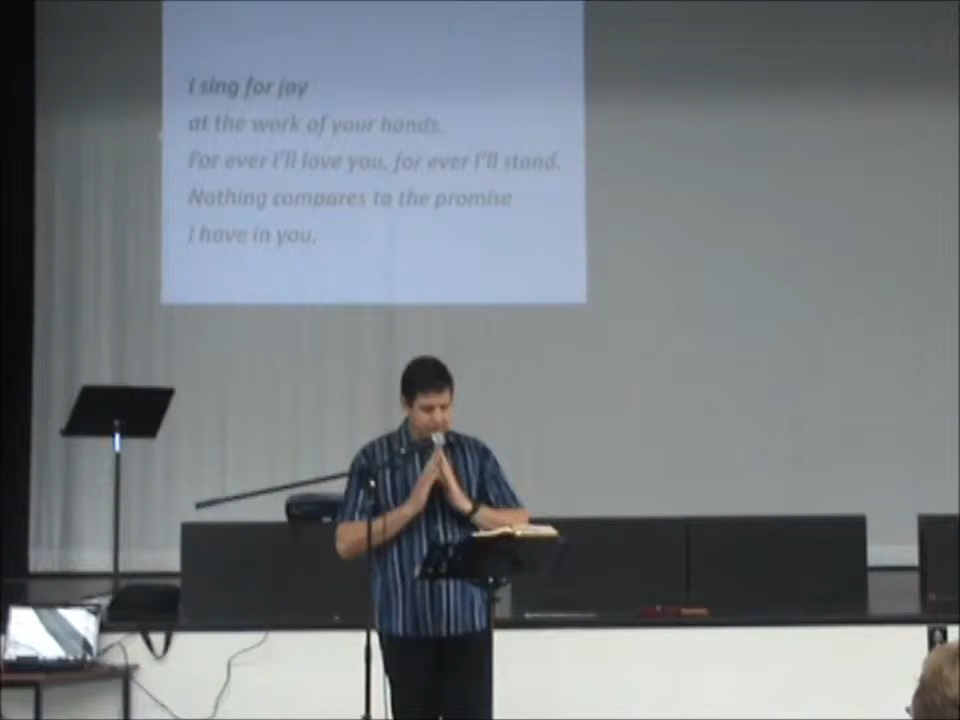 I sing for joy
at the work of your hands.
For ever I'll love you, for ever I'll stand.
Nothing compares to the promise
I have in you.